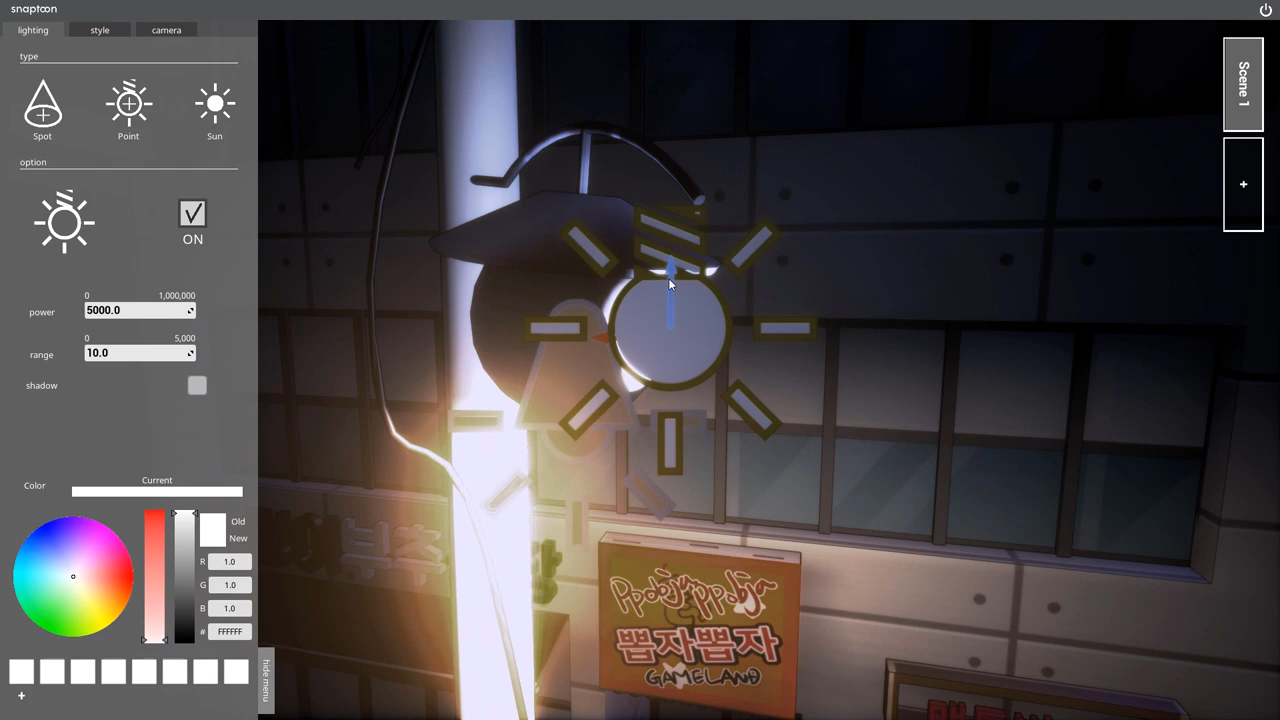 snaptoon
lighting
style
camera
type
Spot
Point
Sun
option
ON
0
1,000,000
power
5000.0
0
5,000
range
10.0
shadow
Color
Current
Old
New
R
1.0
G
1.0
B
1.0
#
FFFFFF
+
hide menu
Scene 1
+
Ppobjyppobja
뽑자뽑자
GAMELAND